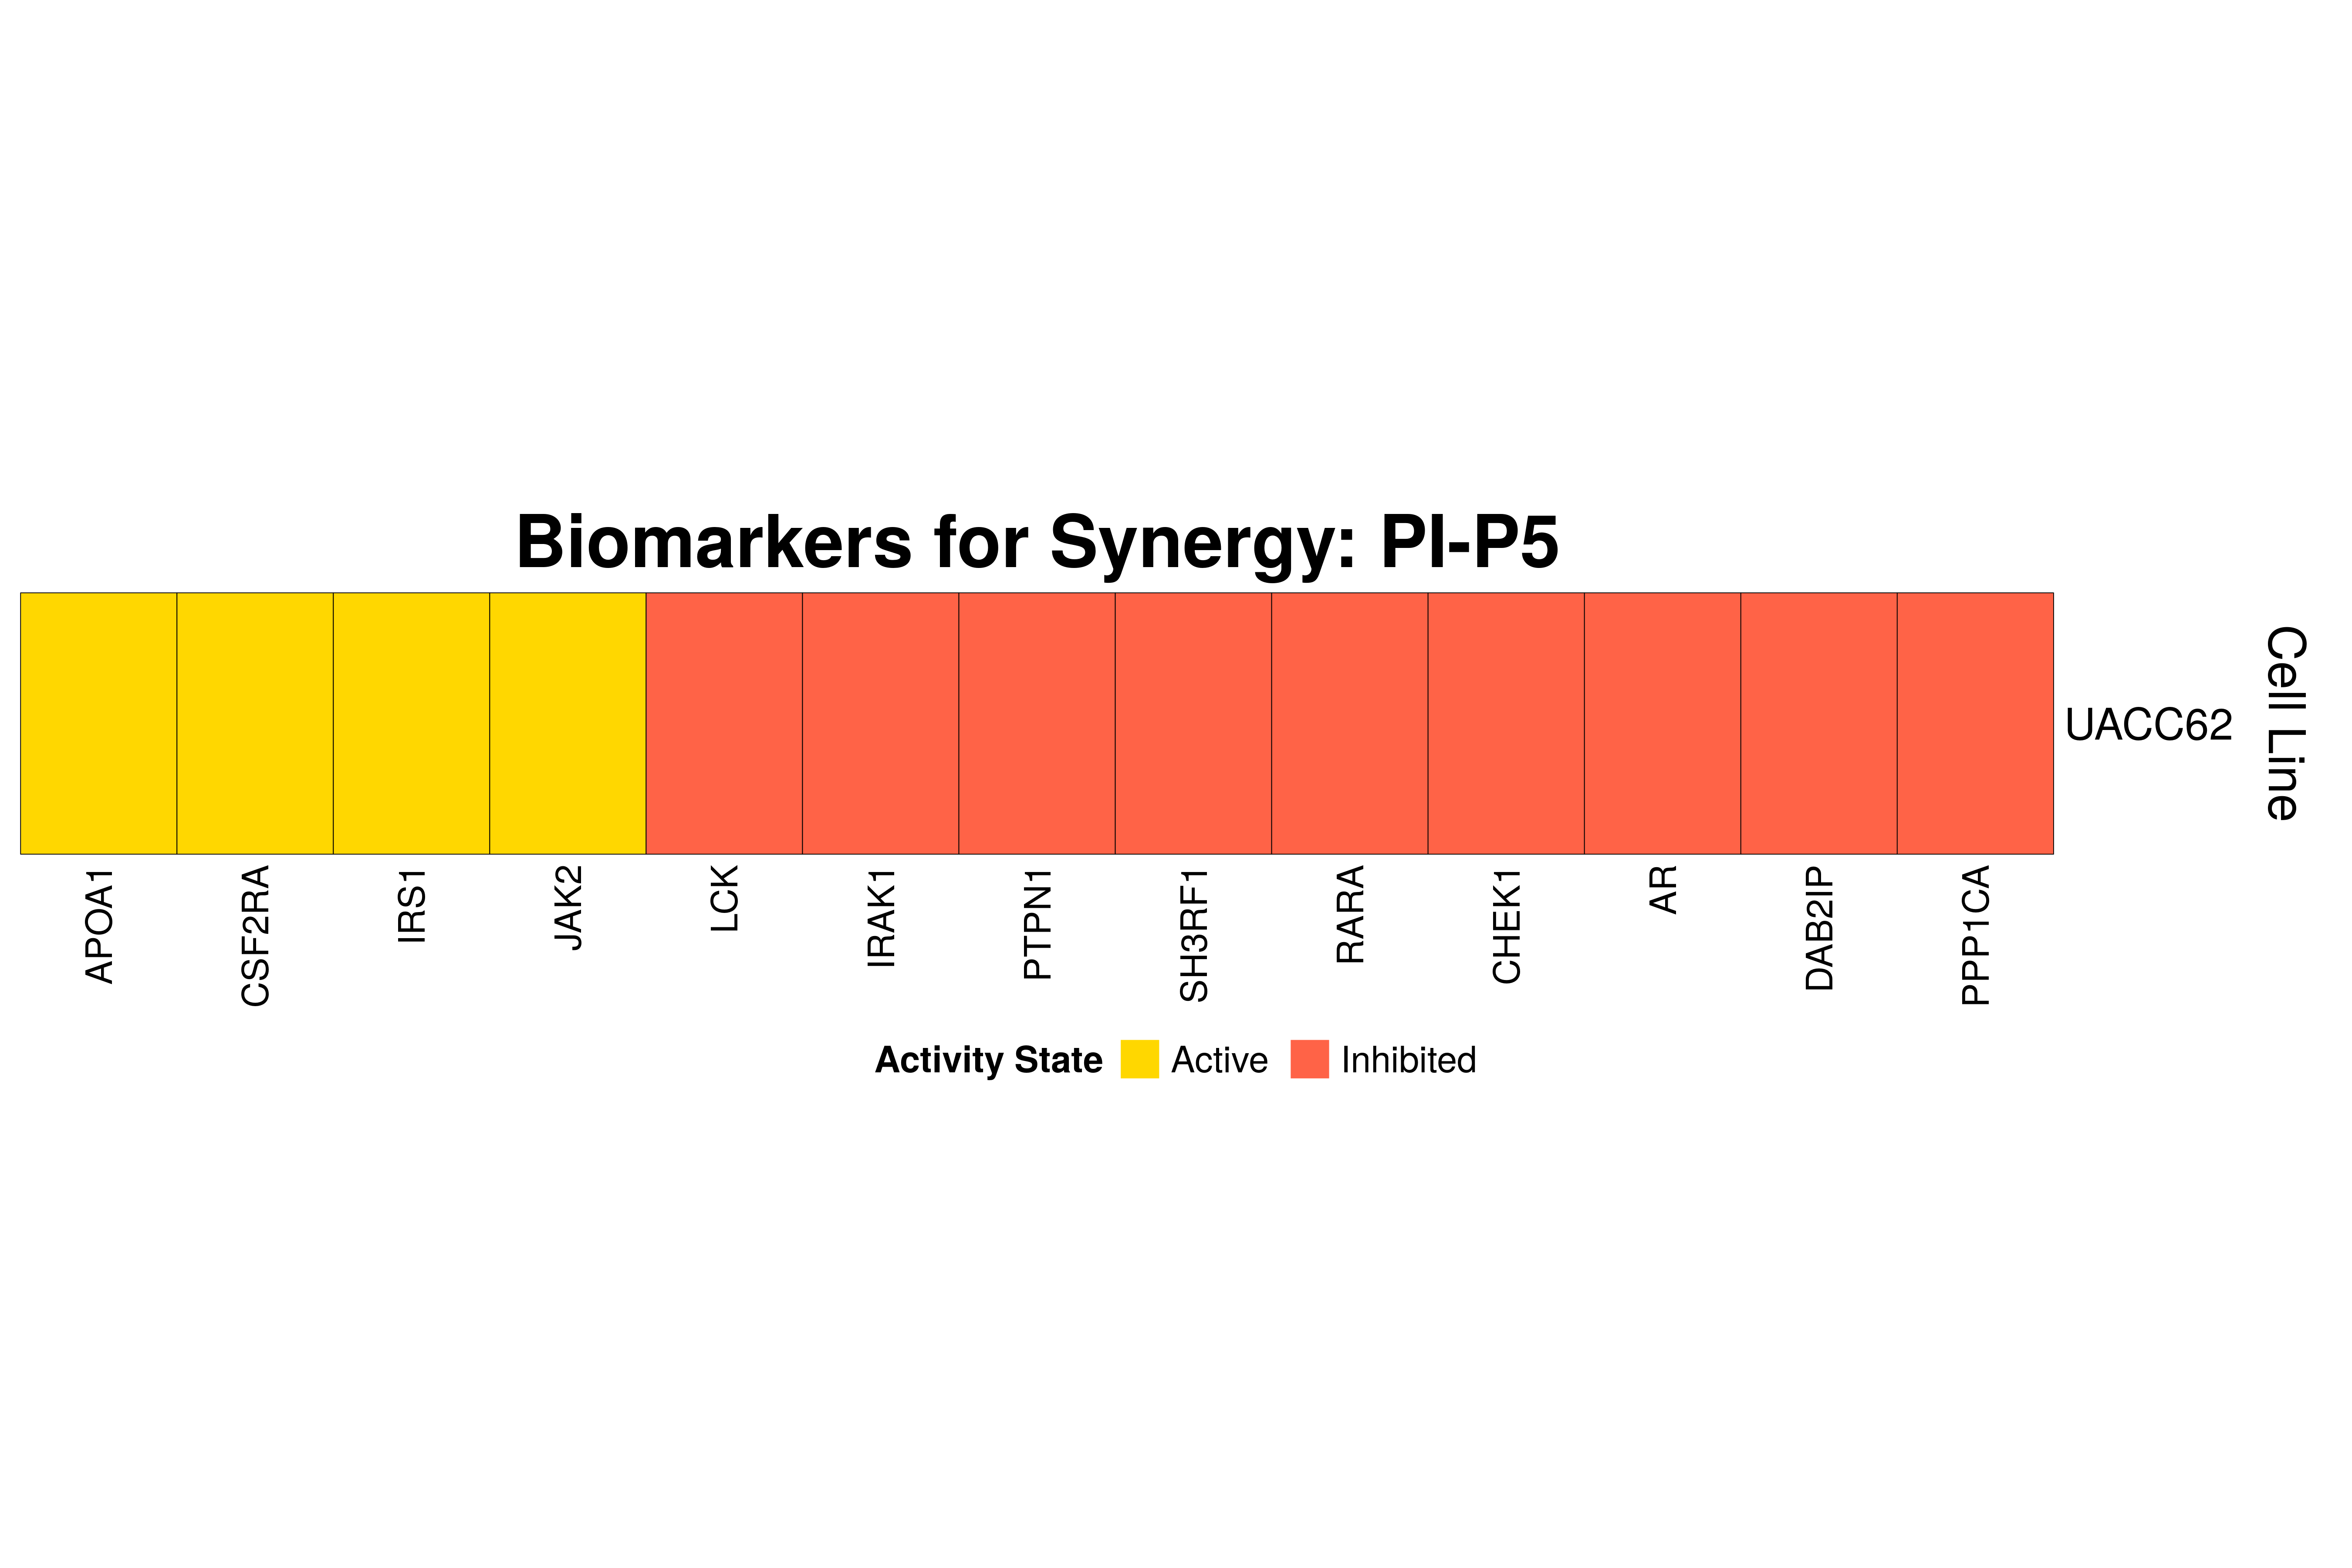 Biomarkers for Synergy: PI-P5
UACC62
Cell Line
APOA1
CSF2RA
IRS1
JAK2
LCK
IRAK1
PTPN1
SH3RF1
RARA
CHEK1
AR
DAB2IP
PPP1CA
Activity State Active Inhibited